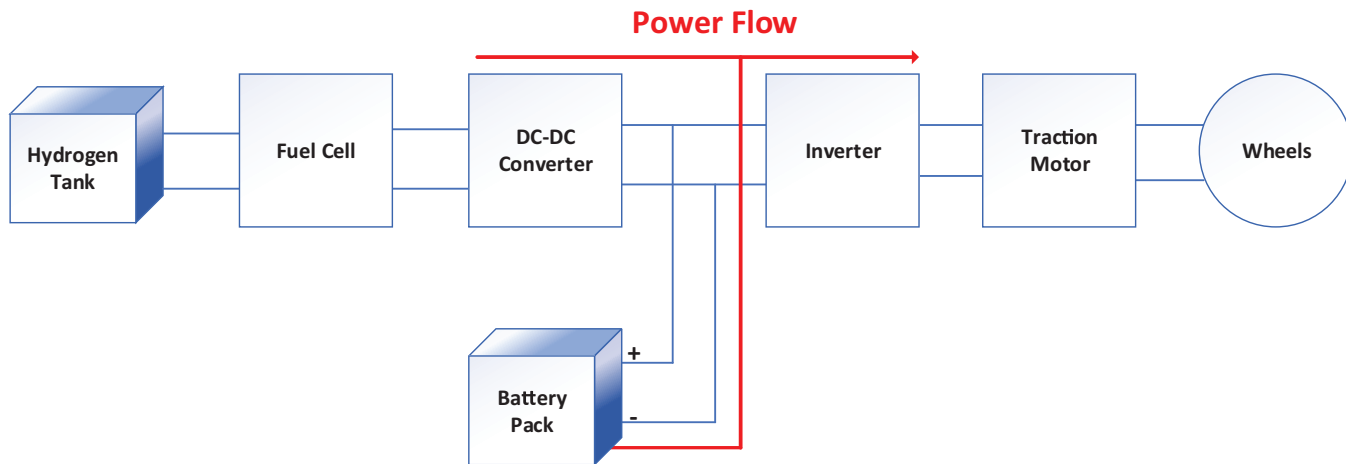 Power Flow
Hydrogen
Tank
Fuel Cell
DC-DC
Converter
Inverter
Traction
Motor
Wheels
+
Battery
Pack
-